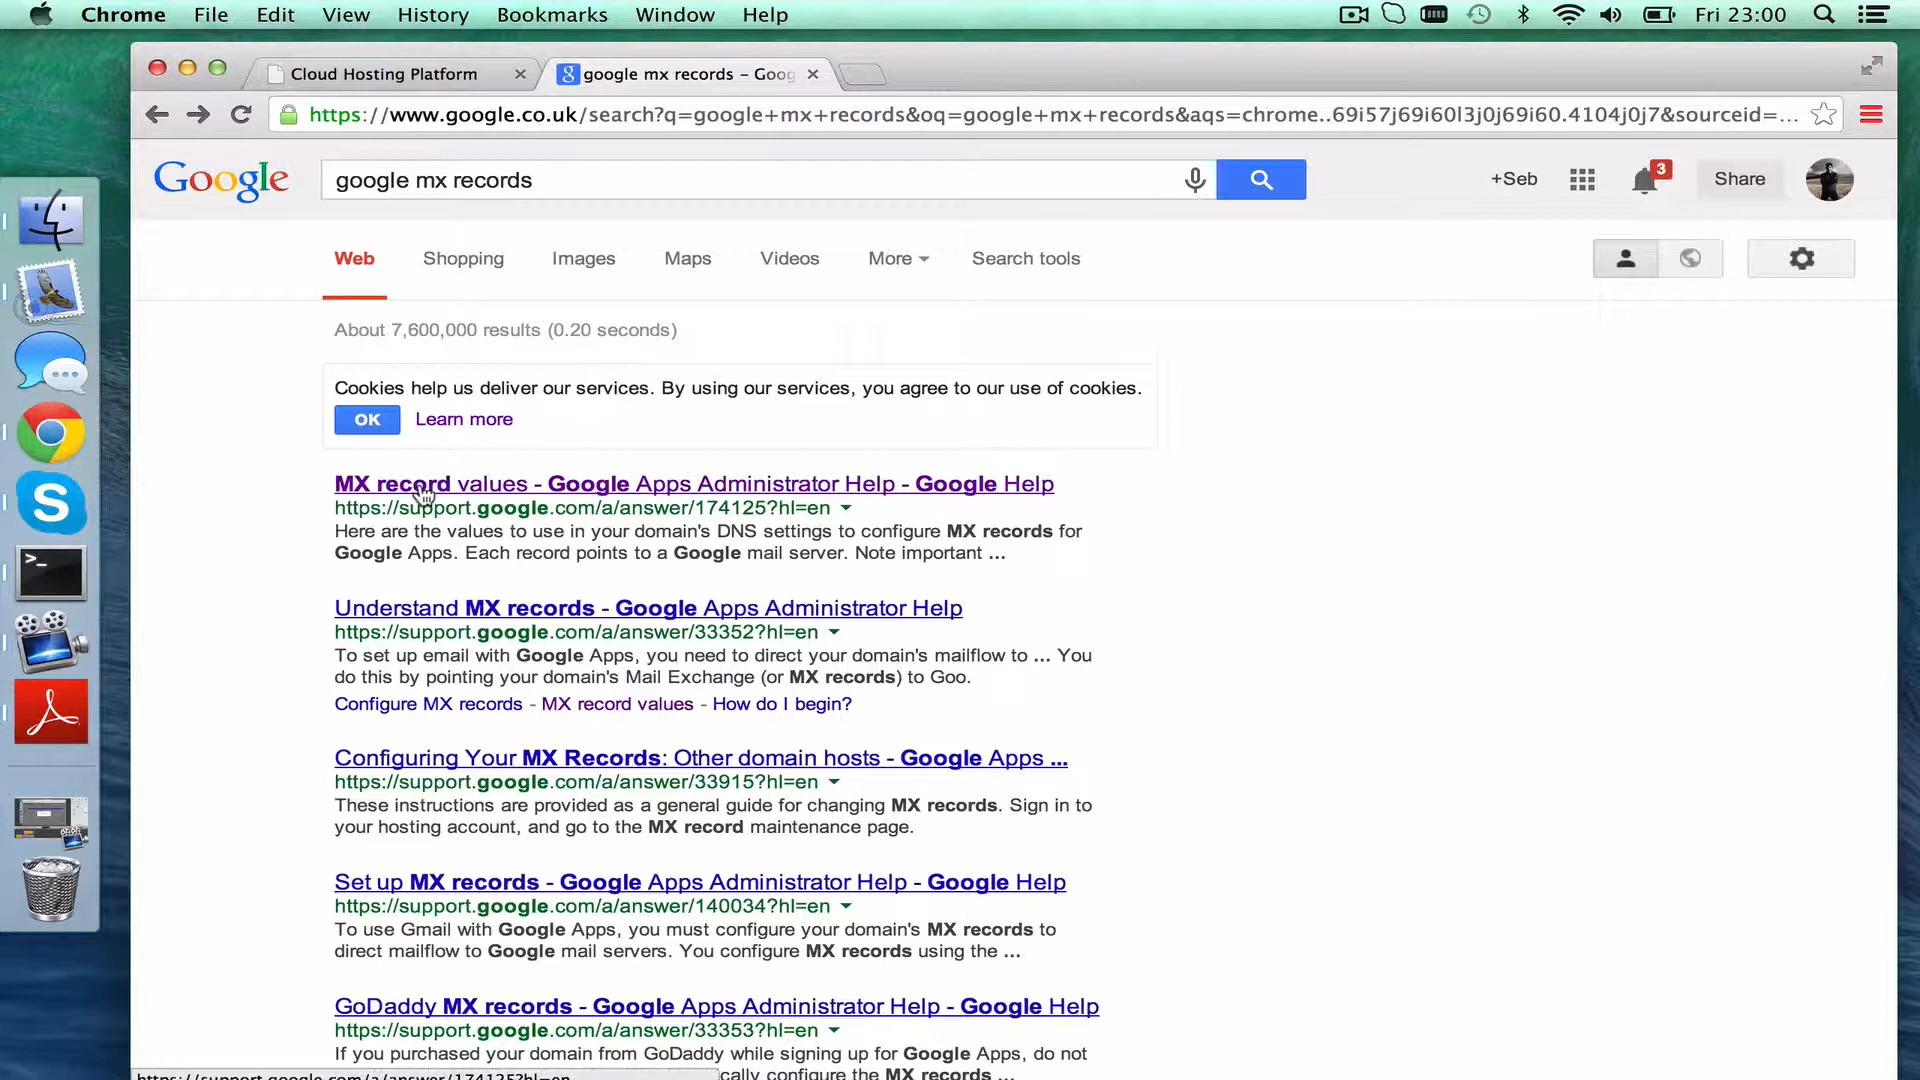 Chrome File Edit View History Bookmarks Window Help Fri 23:00
Cloud Hosting Platform google mx records - Goog
https://www.google.co.uk/search?q=google+mx+records&oq=google+mx+records&aqs=chrome..69i57j69i60l3j0j69i60.4104j0j7&sourceid=...
Google google mx records +Seb 3 Share
Web Shopping Images Maps Videos More Search tools
About 7,600,000 results (0.20 seconds)
Cookies help us deliver our services. By using our services, you agree to our use of cookies.
OK Learn more
MX record values - Google Apps Administrator Help - Google Help
https://support.google.com/a/answer/174125?hl=en
Here are the values to use in your domain's DNS settings to configure MX records for
Google Apps. Each record points to a Google mail server. Note important ...
Understand MX records - Google Apps Administrator Help
https://support.google.com/a/answer/33352?hl=en
To set up email with Google Apps, you need to direct your domain's mailflow to ... You
do this by pointing your domain's Mail Exchange (or MX records) to Goo.
Configure MX records - MX record values - How do I begin?
Configuring Your MX Records: Other domain hosts - Google Apps ...
https://support.google.com/a/answer/33915?hl=en
These instructions are provided as a general guide for changing MX records. Sign in to
your hosting account, and go to the MX record maintenance page.
Set up MX records - Google Apps Administrator Help - Google Help
https://support.google.com/a/answer/140034?hl=en
To use Gmail with Google Apps, you must configure your domain's MX records to
direct mailflow to Google mail servers. You configure MX records using the ...
GoDaddy MX records - Google Apps Administrator Help - Google Help
https://support.google.com/a/answer/33353?hl=en
If you purchased your domain from GoDaddy while signing up for Google Apps, do not
cally configure the MX records ...
https://support.google.com/a/answer/174125?hl=en